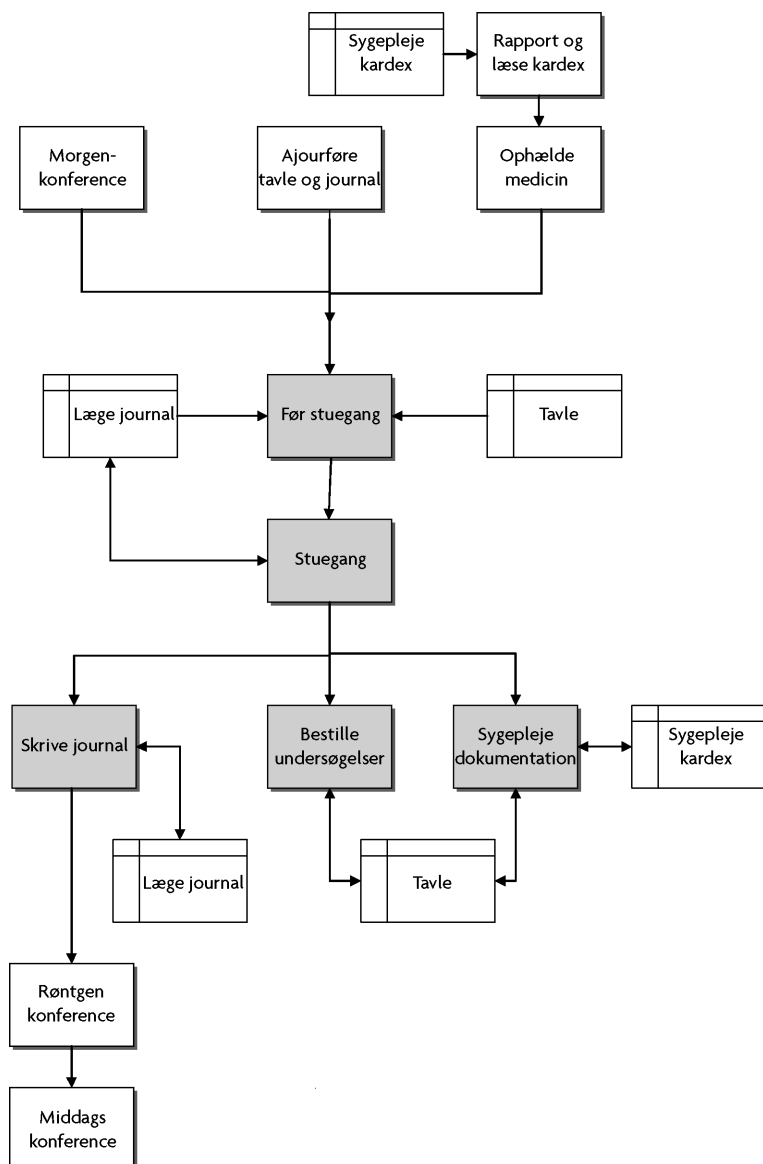 Sygepleje
kardex
Rapport og
læse kardex
Morgen-
konference
Ajourføre
tavle og journal
Ophælde
medicin
Læge journal
Før stuegang
Tavle
Stuegang
Skrive journal
Bestille
undersøgelser
Sygepleje
dokumentation
Sygepleje
kardex
Læge journal
Tavle
Røntgen
konference
Middags
konference